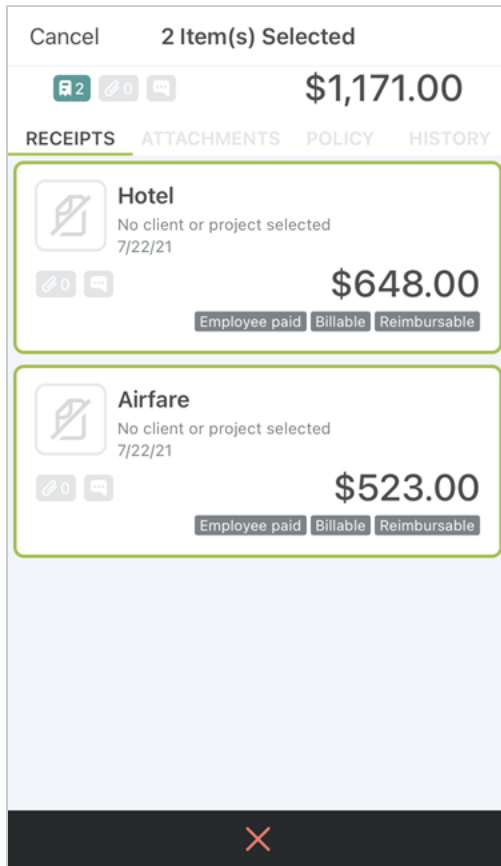 Cancel 2 Item(s) Selected
2 0 $1,171.00
RECEIPTS ATTACHMENTS POLICY HISTORY
Hotel
No client or project selected
7/22/21
0 $648.00
Employee paid Billable Reimbursable
Airfare
No client or project selected
7/22/21
0 $523.00
Employee paid Billable Reimbursable